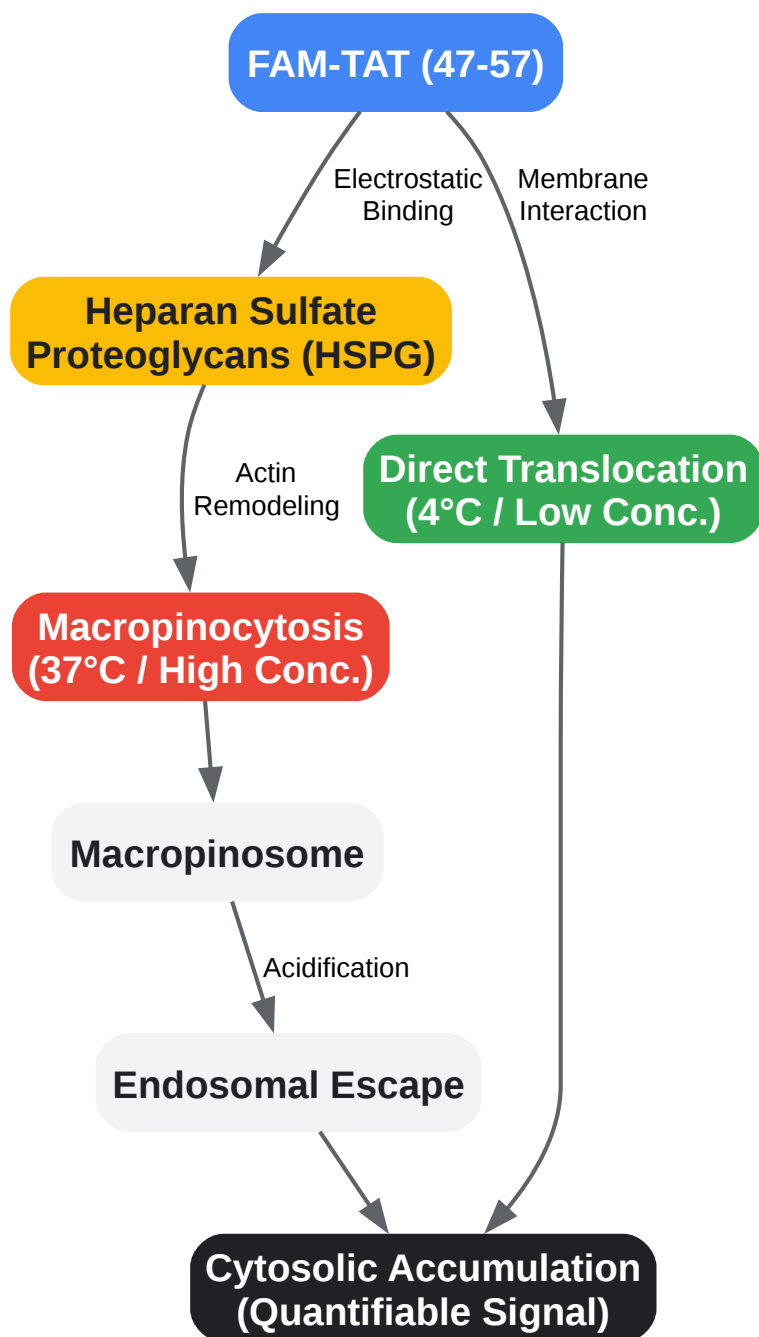 FAM-TAT (47-57)
Electrostatic
Binding
Membrane
Interaction
Heparan Sulfate
Proteoglycans (HSPG)
Actin
Remodeling
Direct Translocation
(4°C / Low Conc.)
Macropinocytosis
(37°C / High Conc.)
Macropinosome
Acidification
Endosomal Escape
Cytosolic Accumulation
(Quantifiable Signal)